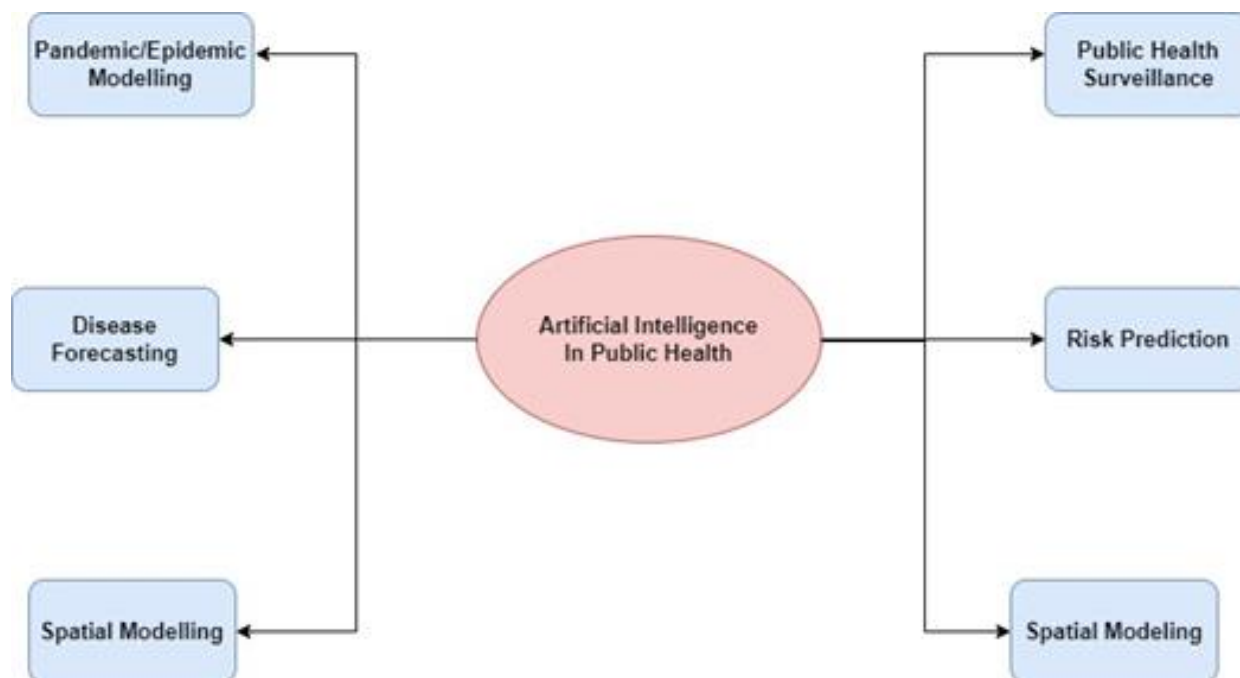 Pandemic/Epidemic
Modelling
Public Health
Surveillance
Disease
Forecasting
Artificial Intelligence
In Public Health
Risk Prediction
Spatial Modelling
Spatial Modeling